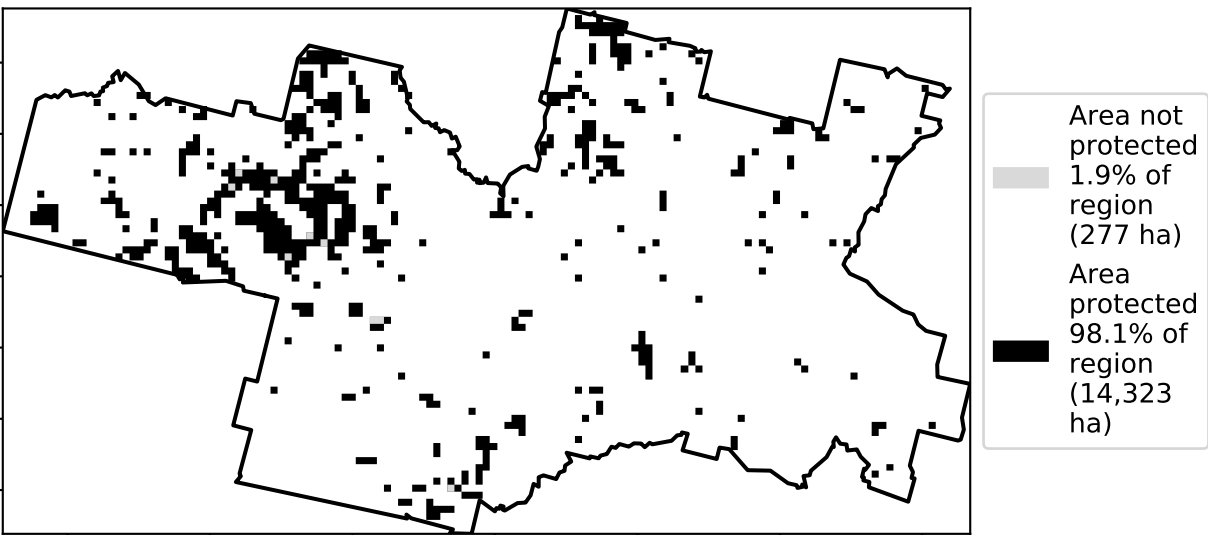 Area not
protected
1.9% of
region
(277 ha)
Area
protected
98.1% of
region
(14,323
ha)